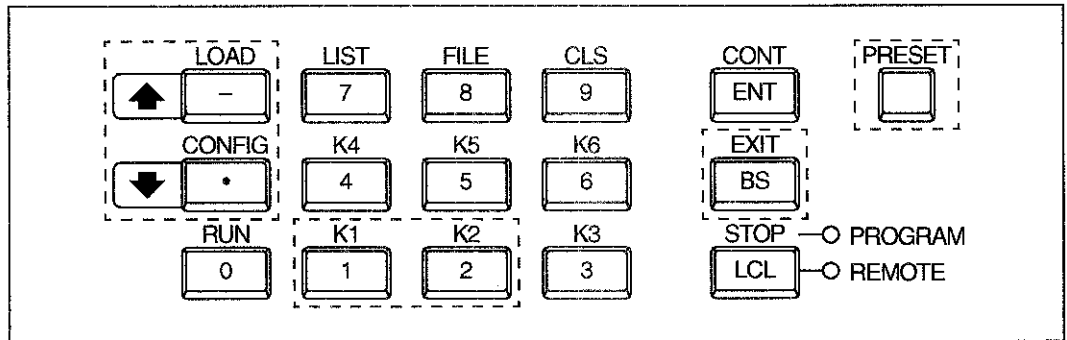 LOAD LIST FILE CLS CONT PRESET
- 7 8 9 ENT
CONFIG K4 K5 K6 EXIT
• 4 5 6 BS
RUN K1 K2 K3 STOP PROGRAM
0 1 2 3 LCL REMOTE